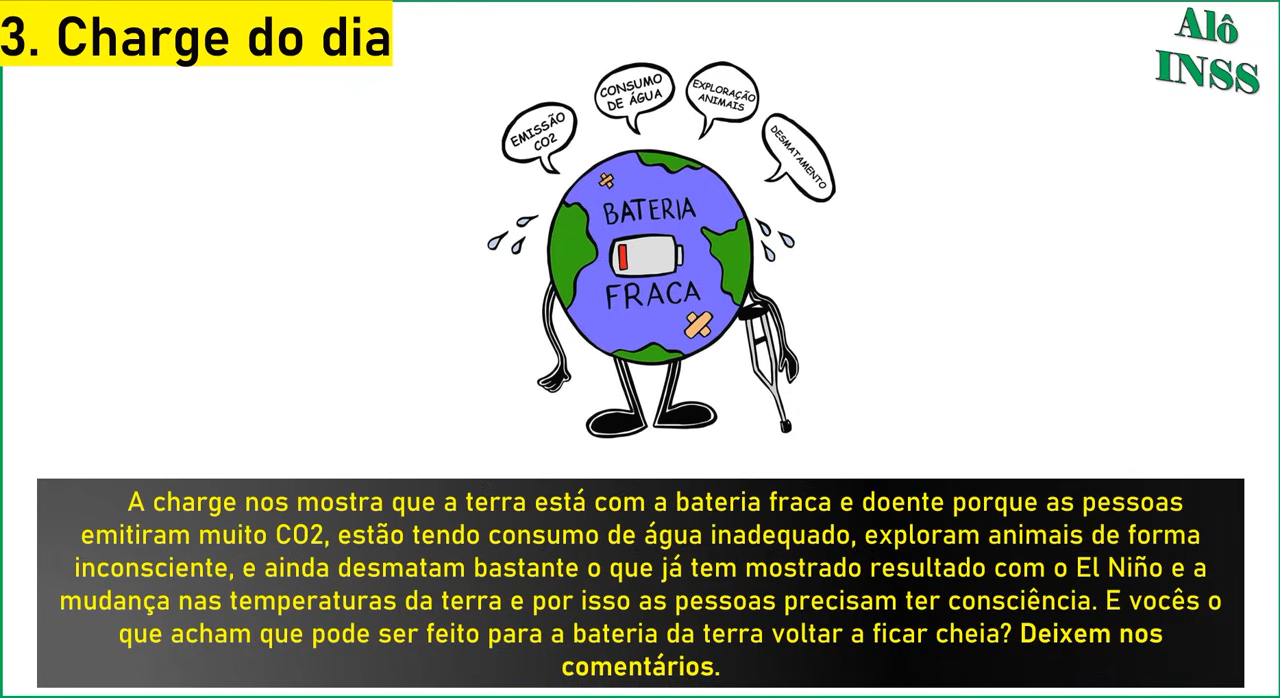 3. Charge do dia
Alô
INSS
EMISSÃO
CO2
CONSUMO
DE ÁGUA
EXPLORAÇÃO
ANIMAIS
DESMATAMENTO
BATERIA
FRACA
A charge nos mostra que a terra está com a bateria fraca e doente porque as pessoas
emitiram muito CO2, estão tendo consumo de água inadequado, exploram animais de forma
inconsciente, e ainda desmatam bastante o que já tem mostrado resultado com o El Niño e a
mudança nas temperaturas da terra e por isso as pessoas precisam ter consciência. E vocês o
que acham que pode ser feito para a bateria da terra voltar a ficar cheia? Deixem nos
comentários.